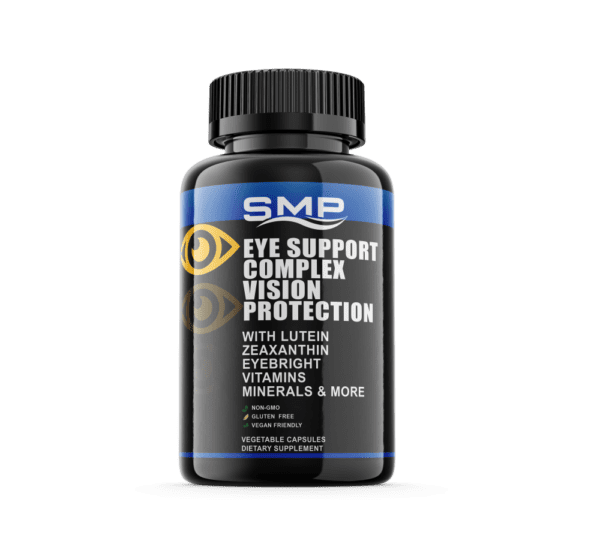 SMP
EYE SUPPORT
COMPLEX
VISION
PROTECTION
WITH LUTEIN
ZEAXANTHIN
EYEBRIGHT
VITAMINS
MINERALS & MORE
NON-GMO
GLUTEN FREE
VEGAN FRIENDLY
VEGETABLE CAPSULES
DIETARY SUPPLEMENT